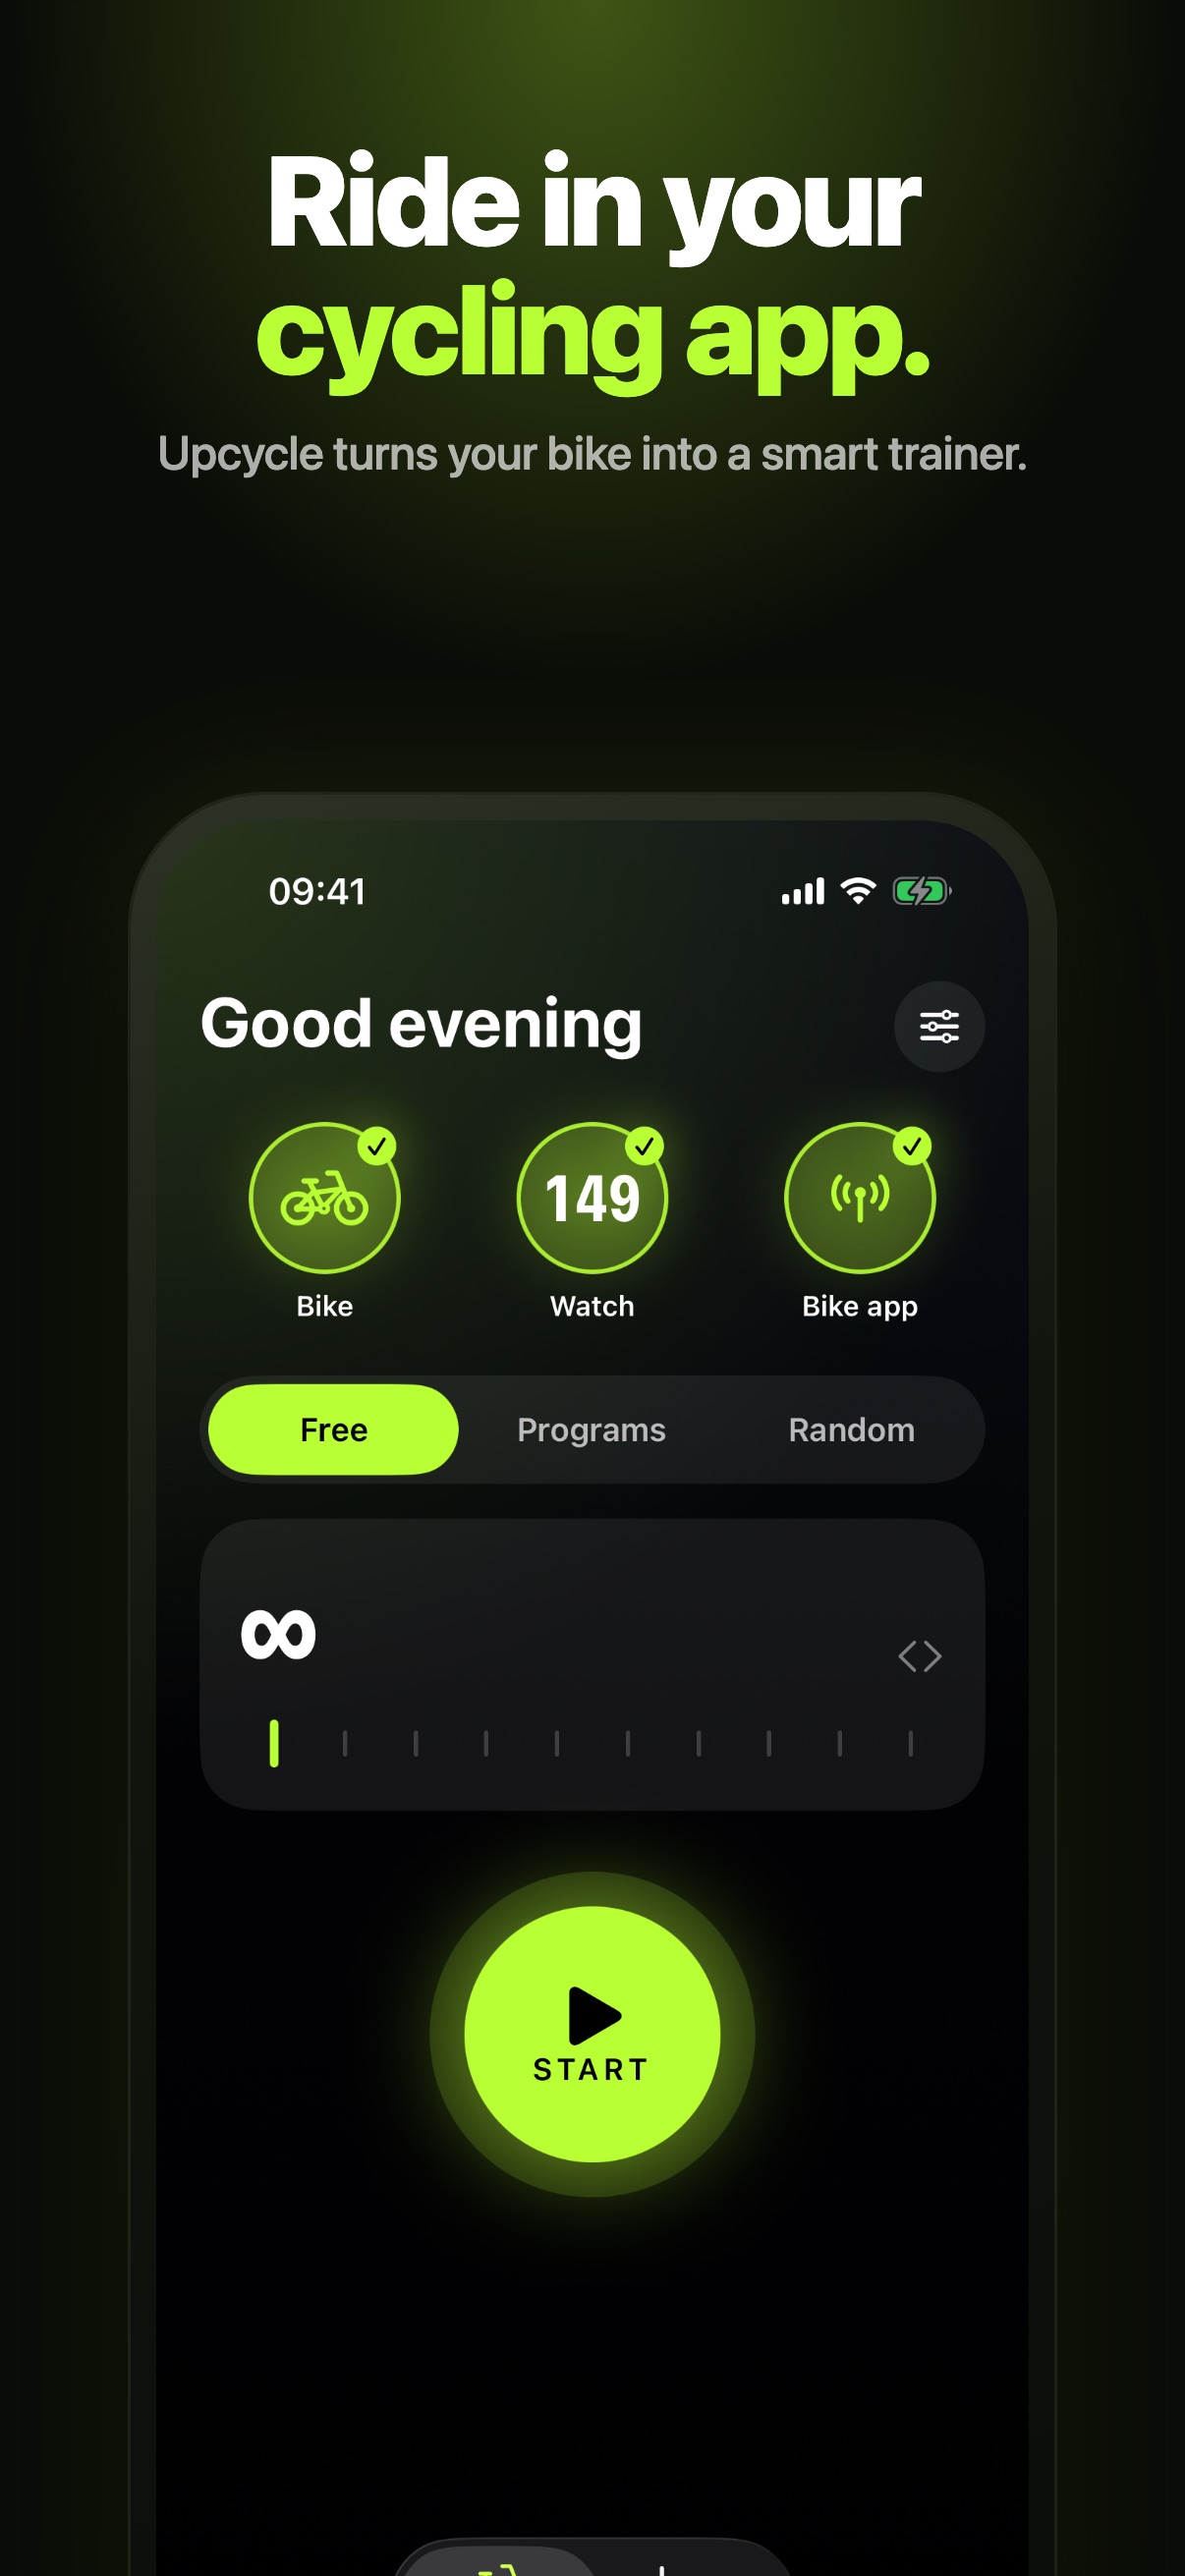 Ride in your
cycling app.
Upcycle turns your bike into a smart trainer.
09:41
Good evening
149
Bike
Watch
Bike app
Free
Programs
Random
∞
START